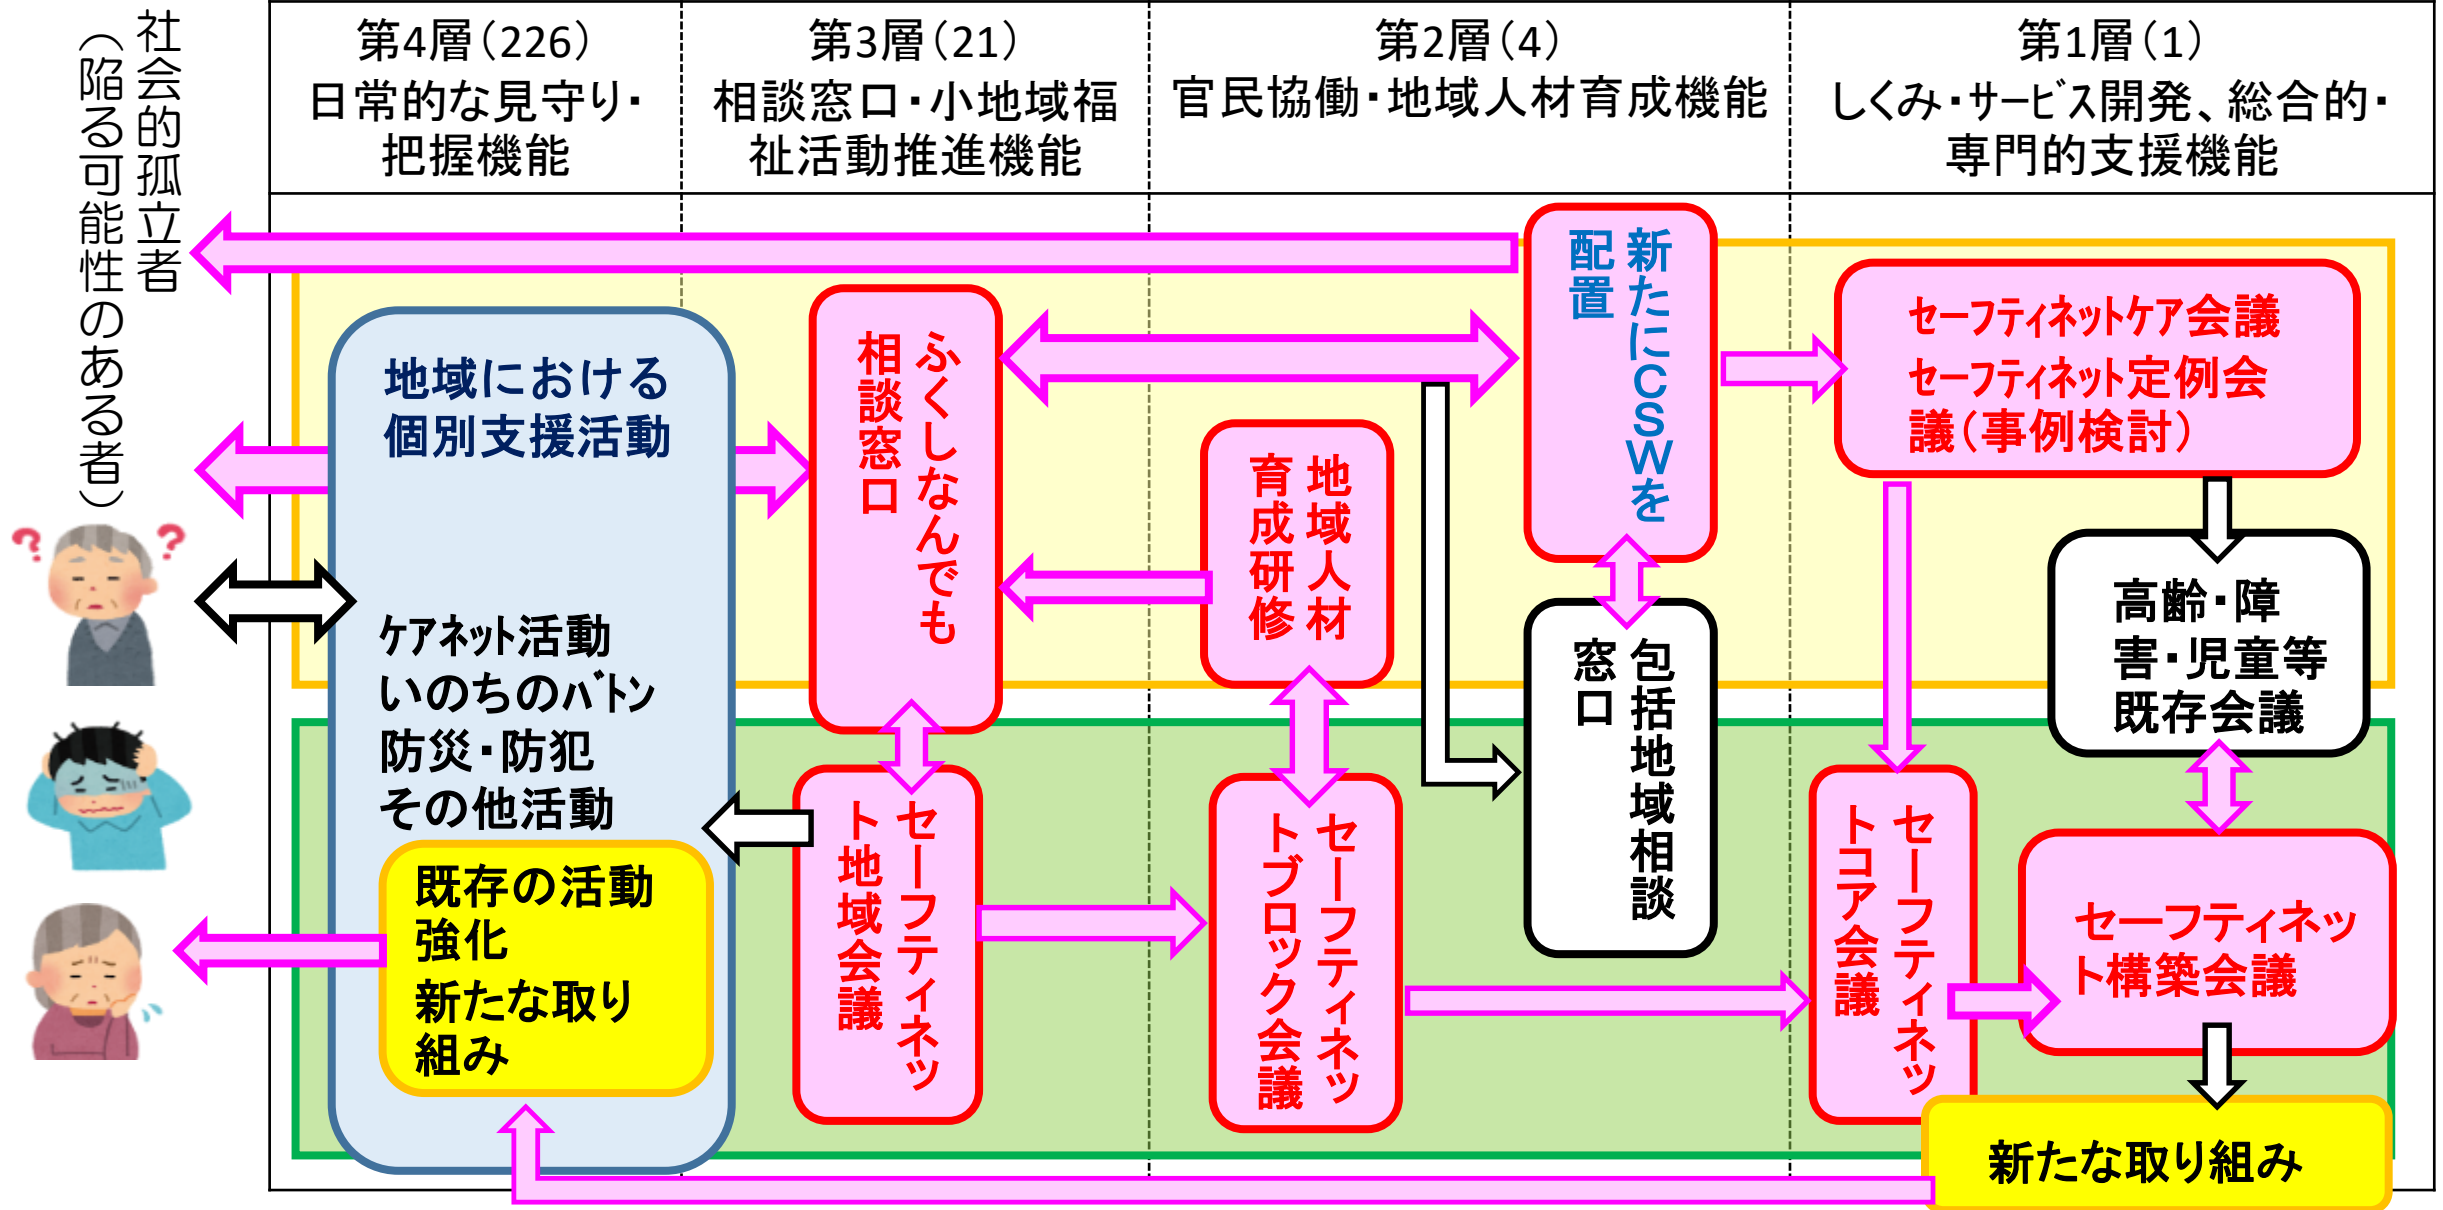 社会的孤立者
（陥る可能性のある者）
第4層（226）
日常的な見守り・
把握機能
第3層（21）
相談窓口・小地域福
祉活動推進機能
第2層（4）
官民協働・地域人材育成機能
第1層（1）
しくみ・ｻｰﾋﾞｽ開発、総合的・
専門的支援機能
地域における
個別支援活動
ｹｱﾈｯﾄ活動
いのちのﾊﾞﾄﾝ
防災・防犯
その他活動
既存の活動
強化
新たな取り
組み
ふくしなんでも
相談窓口
セーフティネッ
ト地域会議
地域人材
育成研修
セーフティネッ
トブロック会議
新たにＣＳＷを
配置
包括地域相談
窓口
ｾｰﾌﾃｨﾈｯﾄｹｱ会議
ｾｰﾌﾃｨﾈｯﾄ定例会
議（事例検討）
高齢・障
害・児童等
既存会議
セーフティネッ
トコア会議
セーフティネッ
ト構築会議
新たな取り組み